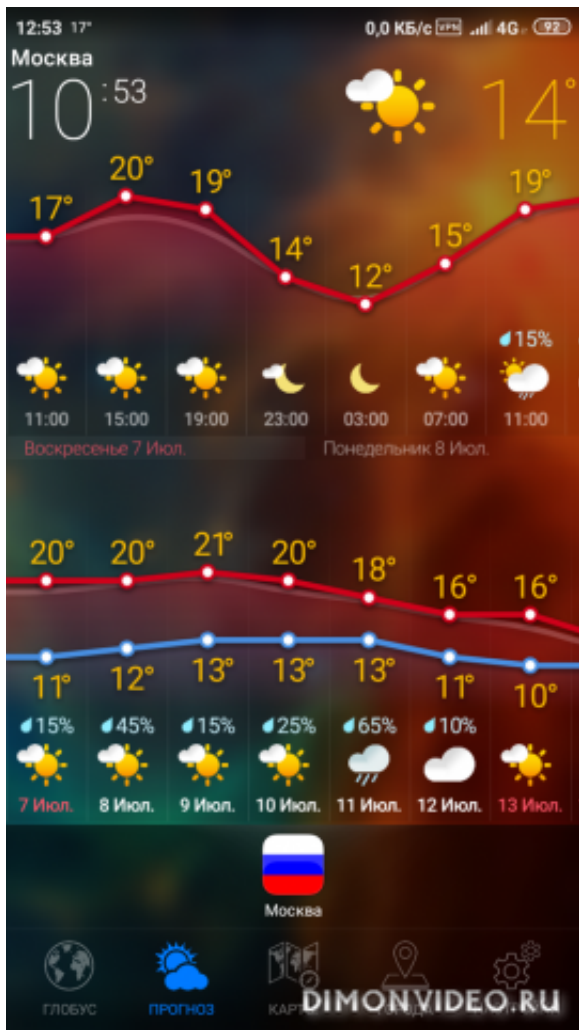 12:53 17° 0,0 КБ/с VPN 4G 92
Москва
10:53 14°
17° 20° 19° 14° 12° 15° 19°
15%
11:00 15:00 19:00 23:00 03:00 07:00 11:00
Воскресенье 7 Июл. Понедельник 8 Июл.
20° 20° 21° 20° 18° 16° 16°
11° 12° 13° 13° 13° 11° 10°
15% 45% 15% 25% 65% 10%
7 Июл. 8 Июл. 9 Июл. 10 Июл. 11 Июл. 12 Июл. 13 Июл.
Москва
ГЛОБУС ПРОГНОЗ
DIMONVIDEO.RU